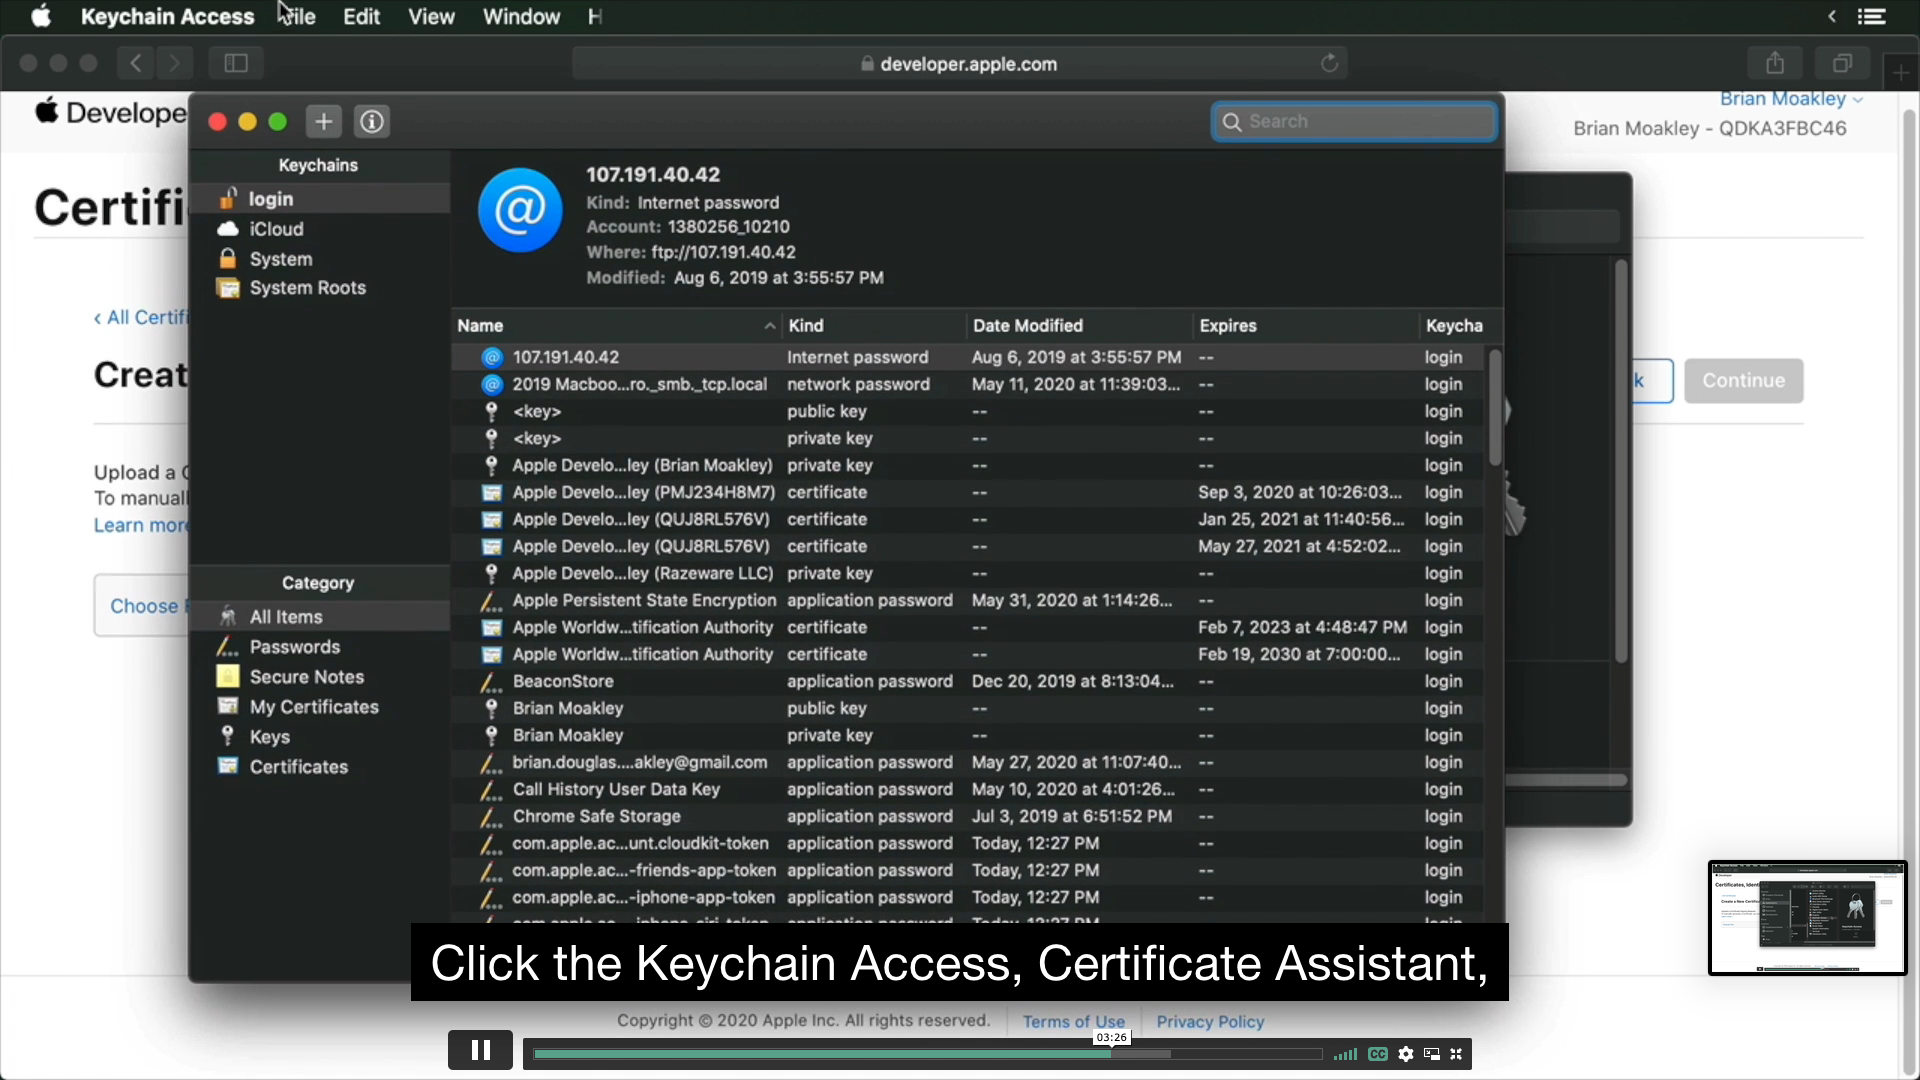 Keychain Access File Edit View Window H
developer.apple.com
Developer
Brian Moakley
Brian Moakley - QDKA3FBC46
Certifi
‹ All Certifi
Creat
k
Continue
Upload a C
To manuall
Learn more
Choose
Search
Keychains
login
iCloud
System
System Roots
Category
All Items
Passwords
Secure Notes
My Certificates
Keys
Certificates
107.191.40.42
Kind: Internet password
Account: 1380256_10210
Where: ftp://107.191.40.42
Modified: Aug 6, 2019 at 3:55:57 PM
Name Kind Date Modified Expires Keycha
107.191.40.42 Internet password Aug 6, 2019 at 3:55:57 PM -- login
2019 Macboo...ro._smb._tcp.local network password May 11, 2020 at 11:39:03... -- login
<key> public key -- -- login
<key> private key -- -- login
Apple Develo...ley (Brian Moakley) private key -- -- login
Apple Develo...ley (PMJ234H8M7) certificate -- Sep 3, 2020 at 10:26:03... login
Apple Develo...ley (QUJ8RL576V) certificate -- Jan 25, 2021 at 11:40:56... login
Apple Develo...ley (QUJ8RL576V) certificate -- May 27, 2021 at 4:52:02... login
Apple Develo...ley (Razeware LLC) private key -- -- login
Apple Persistent State Encryption application password May 31, 2020 at 1:14:26... -- login
Apple Worldw...tification Authority certificate -- Feb 7, 2023 at 4:48:47 PM login
Apple Worldw...tification Authority certificate -- Feb 19, 2030 at 7:00:00... login
BeaconStore application password Dec 20, 2019 at 8:13:04... -- login
Brian Moakley public key -- -- login
Brian Moakley private key -- -- login
brian.douglas....akley@gmail.com application password May 27, 2020 at 11:07:40... -- login
Call History User Data Key application password May 10, 2020 at 4:01:26... -- login
Chrome Safe Storage application password Jul 3, 2019 at 6:51:52 PM -- login
com.apple.ac...unt.cloudkit-token application password Today, 12:27 PM -- login
com.apple.ac...-friends-app-token application password Today, 12:27 PM -- login
com.apple.ac...-iphone-app-token application password Today, 12:27 PM -- login
Click the Keychain Access, Certificate Assistant,
Copyright © 2020 Apple Inc. All rights reserved. Terms of Use Privacy Policy
03:26
CC